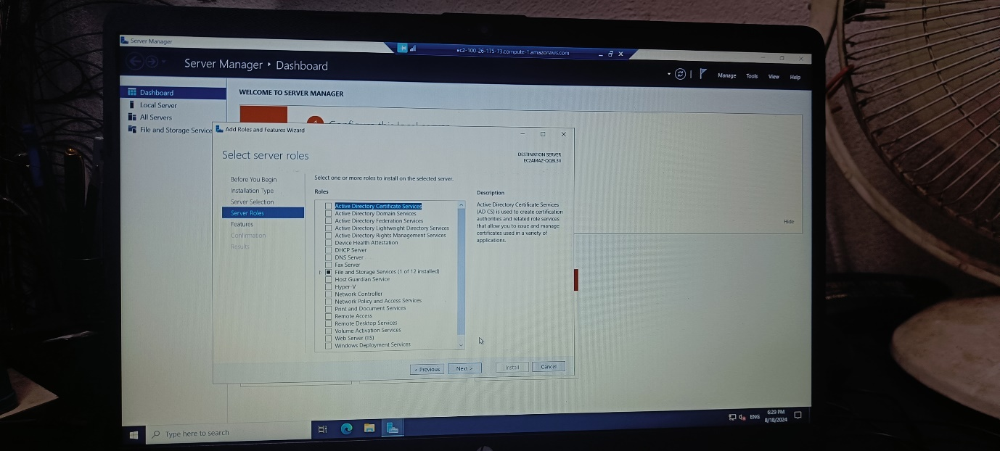 Server Manager
ec2-100-26-175-73.compute-1.amazonaws.com
Server Manager • Dashboard
Manage Tools View Help
Dashboard
Local Server
All Servers
File and Storage Service
WELCOME TO SERVER MANAGER
1
Add Roles and Features Wizard
Select server roles
DESTINATION SERVER
Before You Begin
Installation Type
Server Selection
Server Roles
Features
Confirmation
Results
Select one or more roles to install on the selected server.
Roles
Active Directory Certificate Services
Active Directory Domain Services
Active Directory Federation Services
Active Directory Lightweight Directory Services
Active Directory Rights Management Services
Device Health Attestation
DHCP Server
DNS Server
Fax Server
File and Storage Services (1 of 12 installed)
Host Guardian Service
Hyper-V
Network Controller
Network Policy and Access Services
Print and Document Services
Remote Access
Remote Desktop Services
Volume Activation Services
Web Server (IIS)
Windows Deployment Services
Description
Active Directory Certificate Services
(AD CS) is used to create certification
authorities and related role services
that allow you to issue and manage
certificates used in a variety of
applications.
Hide
< Previous
Next >
Install
Cancel
Type here to search
ENG
6:29 PM
8/18/2024